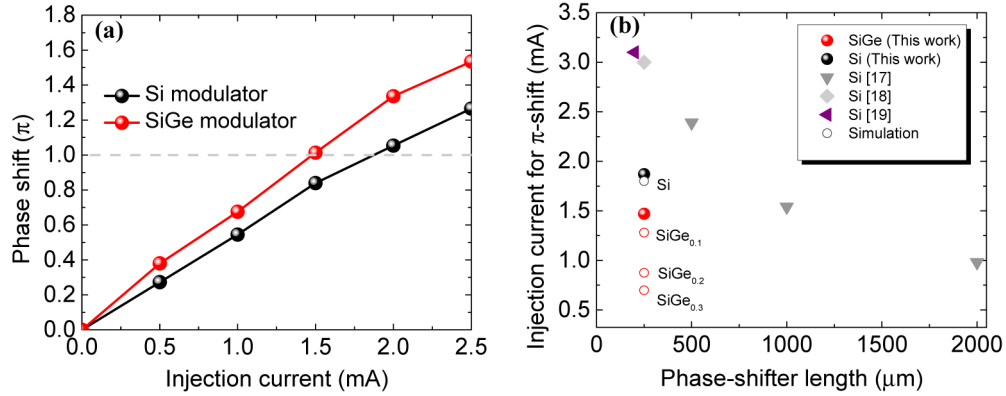 (a)
1.8
1.6
1.4
1.2
1.0
0.8
0.6
0.4
0.2
0.0
Phase shift (π)
Si modulator
SiGe modulator
0.0 0.5 1.0 1.5 2.0 2.5
Injection current (mA)
(b)
3.5
3.0
2.5
2.0
1.5
1.0
0.5
Injection current for π-shift (mA)
SiGe (This work)
Si (This work)
Si [17]
Si [18]
Si [19]
Simulation
Si
SiGe₀.₁
SiGe₀.₂
SiGe₀.₃
0 500 1000 1500 2000
Phase-shifter length (μm)